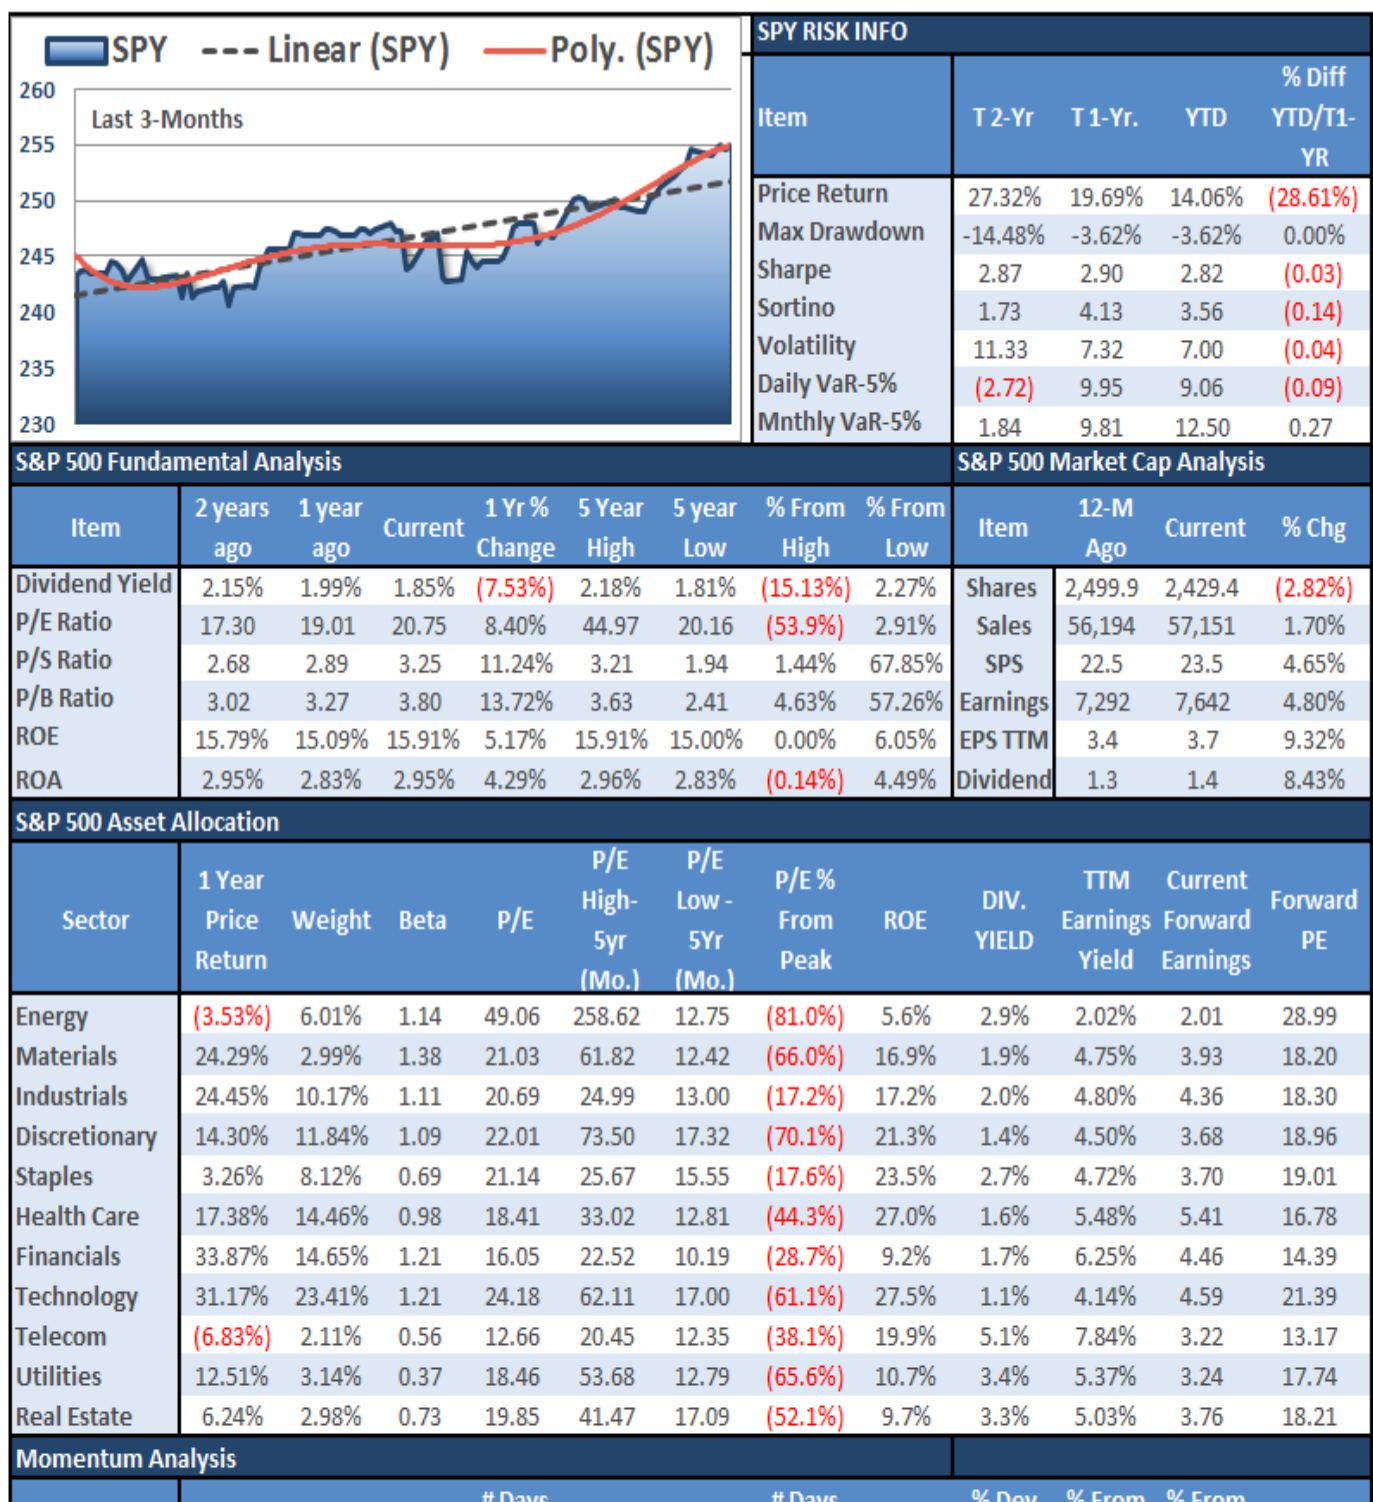 SPY Linear (SPY) Poly. (SPY)
Last 3-Months
260
255
250
245
240
235
230
SPY RISK INFO
Item T 2-Yr T 1-Yr. YTD % Diff YTD/T1-YR
Price Return 27.32% 19.69% 14.06% (28.61%)
Max Drawdown -14.48% -3.62% -3.62% 0.00%
Sharpe 2.87 2.90 2.82 (0.03)
Sortino 1.73 4.13 3.56 (0.14)
Volatility 11.33 7.32 7.00 (0.04)
Daily VaR-5% (2.72) 9.95 9.06 (0.09)
Mnthly VaR-5% 1.84 9.81 12.50 0.27
S&P 500 Fundamental Analysis
Item 2 years ago 1 year ago Current 1 Yr % Change 5 Year High 5 year Low % From High % From Low
Dividend Yield 2.15% 1.99% 1.85% (7.53%) 2.18% 1.81% (15.13%) 2.27%
P/E Ratio 17.30 19.01 20.75 8.40% 44.97 20.16 (53.9%) 2.91%
P/S Ratio 2.68 2.89 3.25 11.24% 3.21 1.94 1.44% 67.85%
P/B Ratio 3.02 3.27 3.80 13.72% 3.63 2.41 4.63% 57.26%
ROE 15.79% 15.09% 15.91% 5.17% 15.91% 15.00% 0.00% 6.05%
ROA 2.95% 2.83% 2.95% 4.29% 2.96% 2.83% (0.14%) 4.49%
S&P 500 Market Cap Analysis
Item 12-M Ago Current % Chg
Shares 2,499.9 2,429.4 (2.82%)
Sales 56,194 57,151 1.70%
SPS 22.5 23.5 4.65%
Earnings 7,292 7,642 4.80%
EPS TTM 3.4 3.7 9.32%
Dividend 1.3 1.4 8.43%
S&P 500 Asset Allocation
Sector 1 Year Price Return Weight Beta P/E P/E High-5yr (Mo.) P/E Low - 5Yr (Mo.) P/E % From Peak ROE DIV. YIELD TTM Earnings Yield Current Forward Earnings Forward PE
Energy (3.53%) 6.01% 1.14 49.06 258.62 12.75 (81.0%) 5.6% 2.9% 2.02% 2.01 28.99
Materials 24.29% 2.99% 1.38 21.03 61.82 12.42 (66.0%) 16.9% 1.9% 4.75% 3.93 18.20
Industrials 24.45% 10.17% 1.11 20.69 24.99 13.00 (17.2%) 17.2% 2.0% 4.80% 4.36 18.30
Discretionary 14.30% 11.84% 1.09 22.01 73.50 17.32 (70.1%) 21.3% 1.4% 4.50% 3.68 18.96
Staples 3.26% 8.12% 0.69 21.14 25.67 15.55 (17.6%) 23.5% 2.7% 4.72% 3.70 19.01
Health Care 17.38% 14.46% 0.98 18.41 33.02 12.81 (44.3%) 27.0% 1.6% 5.48% 5.41 16.78
Financials 33.87% 14.65% 1.21 16.05 22.52 10.19 (28.7%) 9.2% 1.7% 6.25% 4.46 14.39
Technology 31.17% 23.41% 1.21 24.18 62.11 17.00 (61.1%) 27.5% 1.1% 4.14% 4.59 21.39
Telecom (6.83%) 2.11% 0.56 12.66 20.45 12.35 (38.1%) 19.9% 5.1% 7.84% 3.22 13.17
Utilities 12.51% 3.14% 0.37 18.46 53.68 12.79 (65.6%) 10.7% 3.4% 5.37% 3.24 17.74
Real Estate 6.24% 2.98% 0.73 19.85 41.47 17.09 (52.1%) 9.7% 3.3% 5.03% 3.76 18.21
Momentum Analysis
# Days # Days % Dev % From % From